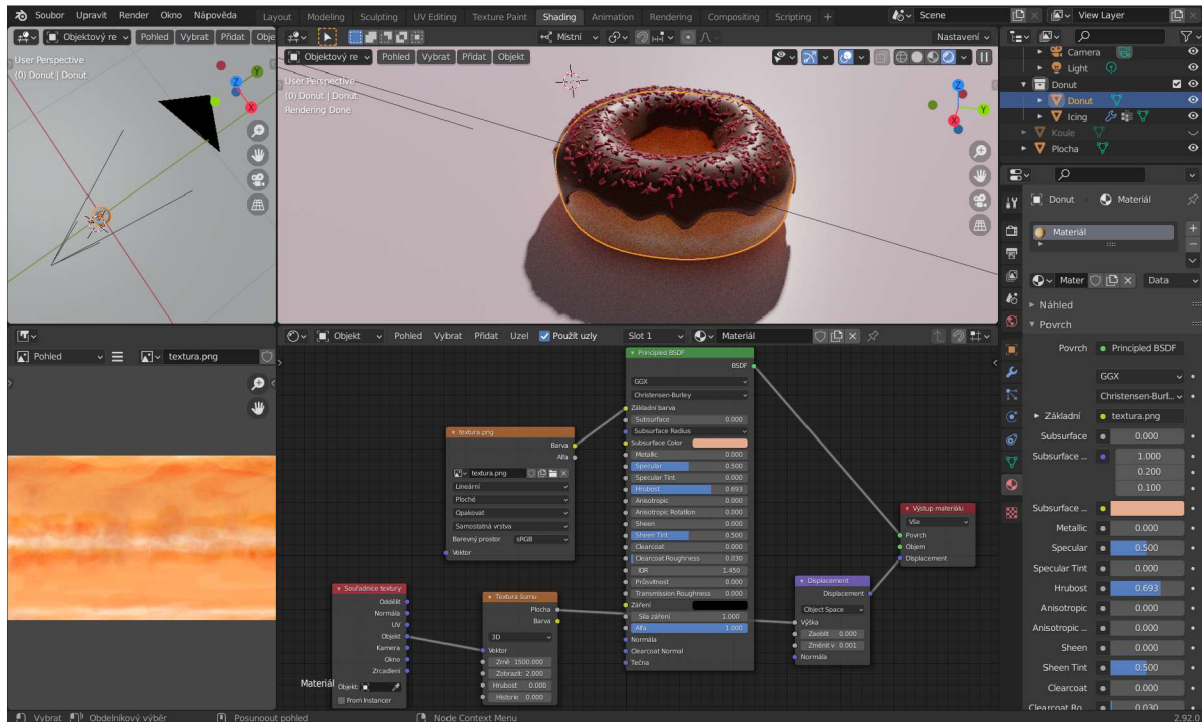 Soubor Upravit Render Okno Nápověda
Layout Modeling Sculpting UV Editing Texture Paint Shading Animation Rendering Compositing Scripting +
Scene
View Layer
Objektový re Pohled Vybrat Přidat Obje
User Perspective
(0) Donut | Donut
Místní
Nastavení
Objektový re Pohled Vybrat Přidat Objekt
User Perspective
(0) Donut | Donut
Rendering Done
Z
Y
X
Z
Y
X
Camera
Light
Donut
Donut
Icing
Koule
Plocha
Donut Materiál
Materiál
Mater Data
Náhled
Povrch
Povrch Principled BSDF
GGX
Christensen-Burl...
Základní textura.png
Subsurface 0.000
Subsurface ... 1.000
0.200
0.100
Subsurface ...
Metallic 0.000
Specular 0.500
Specular Tint 0.000
Hrubost 0.693
Anisotropic 0.000
Anisotropic ... 0.000
Sheen 0.000
Sheen Tint 0.500
Clearcoat 0.000
Clearcoat Ro... 0.030
Pohled textura.png
Objekt Pohled Vybrat Přidat Uzel Použít uzly Slot 1 Materiál
textura.png
Barva
Alfa
textura.png
Lineární
Ploché
Opakovat
Samostatná vrstva
Barevný prostor sRGB
Vektor
Principled BSDF
BSDF
GGX
Christensen-Burley
Základní barva
Subsurface 0.000
Subsurface Radius
Subsurface Color
Metallic 0.000
Specular 0.500
Specular Tint 0.000
Hrubost 0.693
Anisotropic 0.000
Anisotropic Rotation 0.000
Sheen 0.000
Sheen Tint 0.500
Clearcoat 0.000
Clearcoat Roughness 0.030
IOR 1.450
Průsvitnost 0.000
Transmission Roughness 0.000
Záření
Síla záření 1.000
Alfa 1.000
Normála
Clearcoat Normal
Tečna
Výstup materiálu
Vše
Povrch
Objem
Displacement
Displacement
Displacement
Object Space
Výška
Zaoblit 0.000
Změnit v 0.001
Normála
Souřadnice textury
Oddělit
Normála
UV
Objekt
Kamera
Okno
Zrcadlení
Objekt:
From Instancer
Textura šumu
Plocha
Barva
3D
Vektor
Změ 1500.000
Zobrazit: 2.000
Hrubost 0.000
Historie 0.000
Materiál
Vybrat Obdelníkový výběr Posunoout pohled Node Context Menu 2.92.0